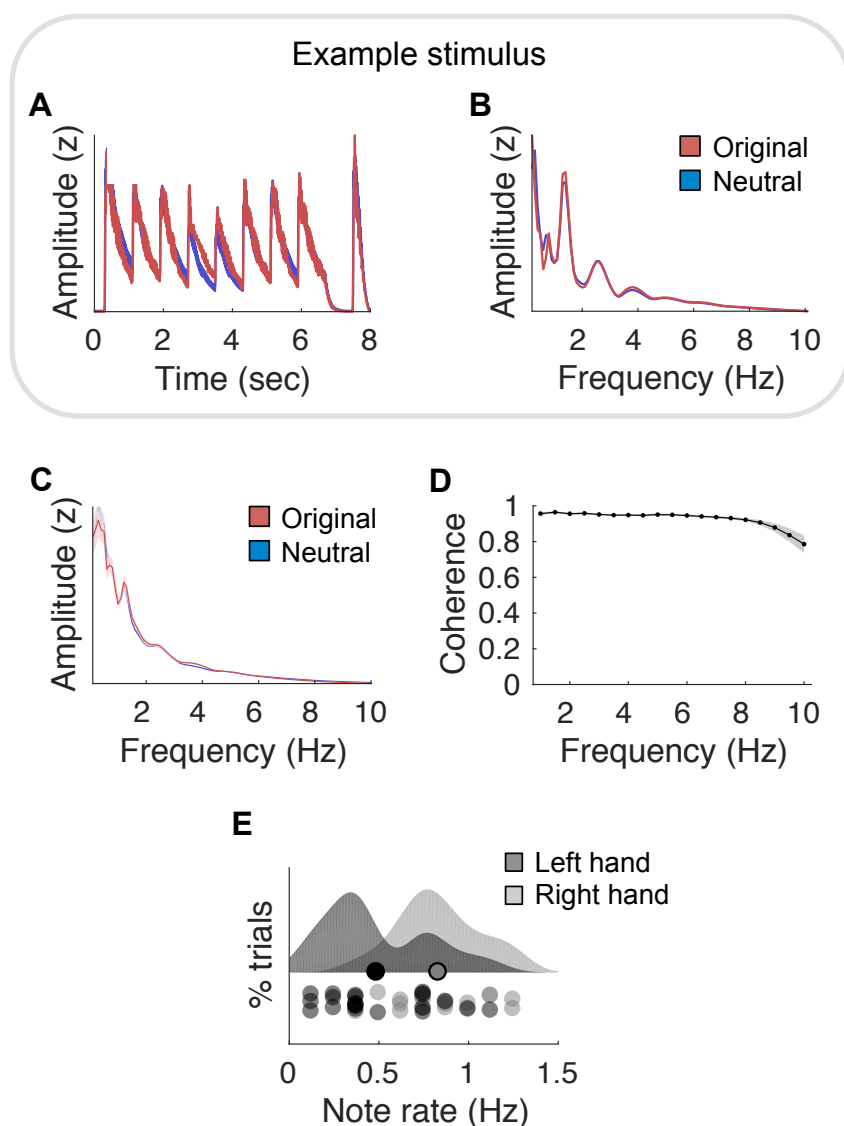 Example stimulus
A
Amplitude (z)
0 2 4 6 8
Time (sec)
B
Amplitude (z)
Original
Neutral
2 4 6 8 10
Frequency (Hz)
C
Amplitude (z)
Original
Neutral
2 4 6 8 10
Frequency (Hz)
D
Coherence
1
0.8
0.6
0.4
0.2
0
2 4 6 8 10
Frequency (Hz)
E
% trials
Left hand
Right hand
0 0.5 1 1.5
Note rate (Hz)